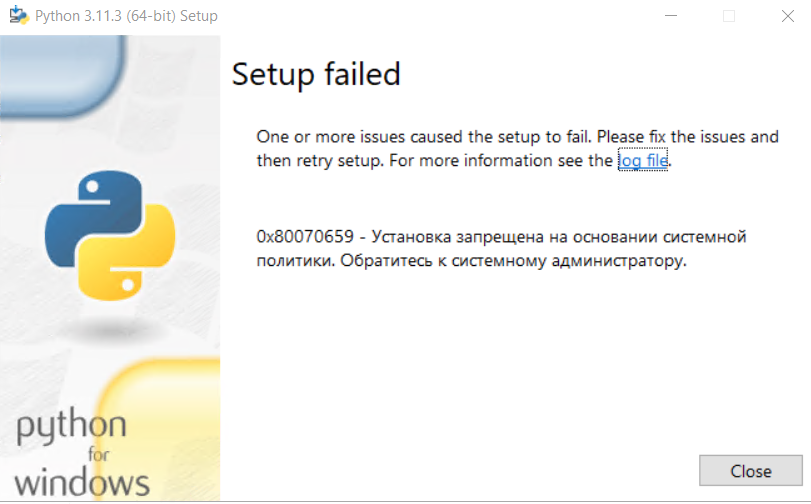 Python 3.11.3 (64-bit) Setup
Setup failed
One or more issues caused the setup to fail. Please fix the issues and
then retry setup. For more information see the log file.
0x80070659 - Установка запрещена на основании системной
политики. Обратитесь к системному администратору.
python
for
windows
Close